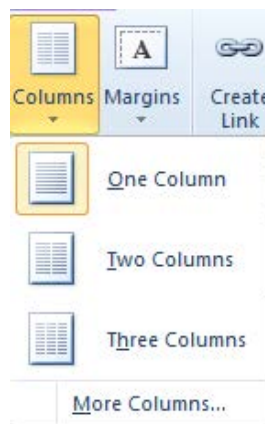 A
Columns Margins Create
Link
One Column
Two Columns
Three Columns
More Columns...